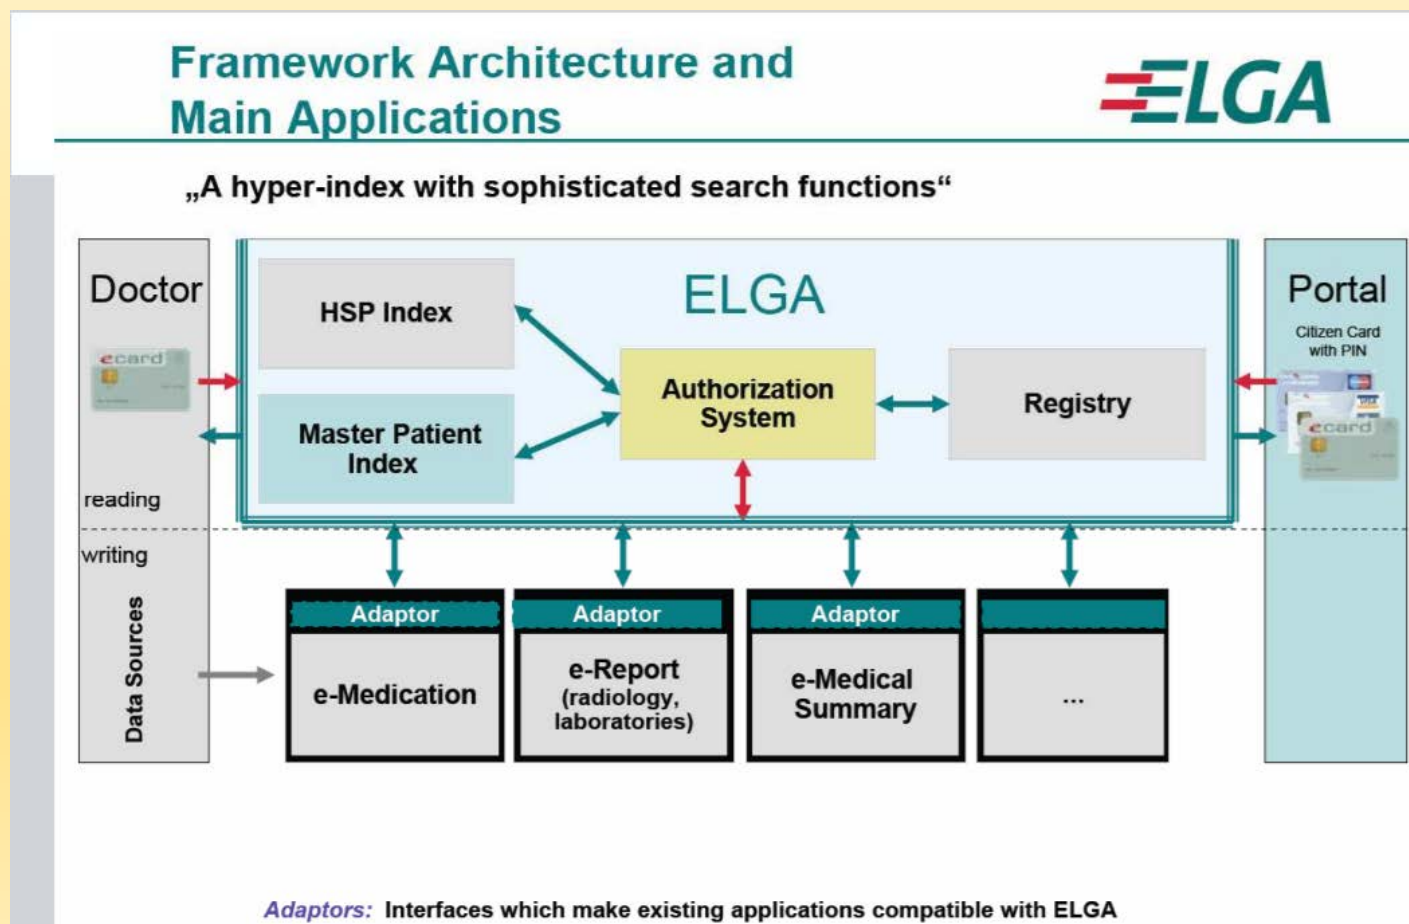 Framework Architecture and
Main Applications
ELGA
„A hyper-index with sophisticated search functions“
Doctor
ecard
reading
writing
Data Sources
HSP Index
Master Patient
Index
ELGA
Authorization
System
Registry
Portal
Citizen Card
with PIN
VISA
ecard
Adaptor
e-Medication
Adaptor
e-Report
(radiology,
laboratories)
Adaptor
e-Medical
Summary
...
Adaptors: Interfaces which make existing applications compatible with ELGA